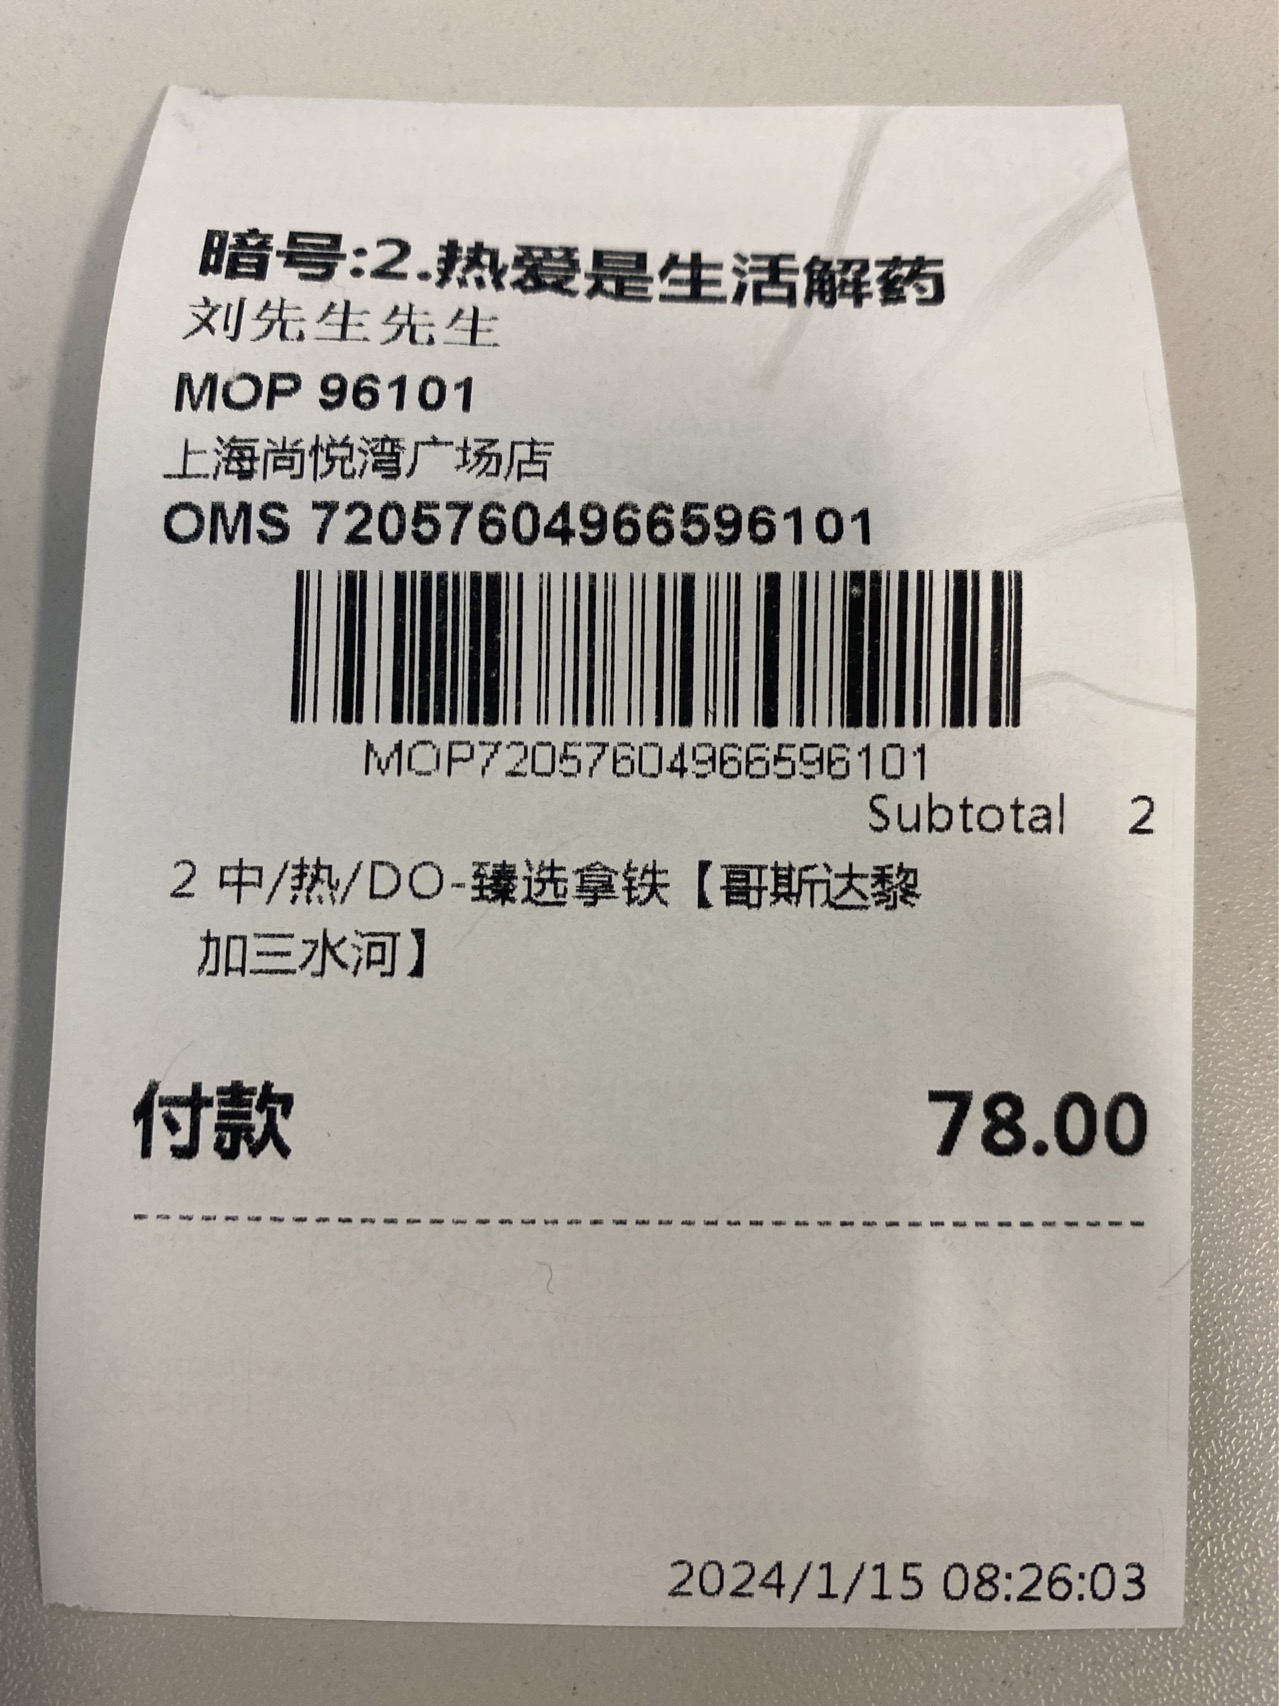 暗号:2.热爱是生活解药
刘先生先生
MOP 96101
上海尚悦湾广场店
OMS 72057604966596101
MOP72057604966596101
Subtotal 2
2 中/热/DO-臻选拿铁【哥斯达黎
加三水河】
付款 78.00
2024/1/15 08:26:03